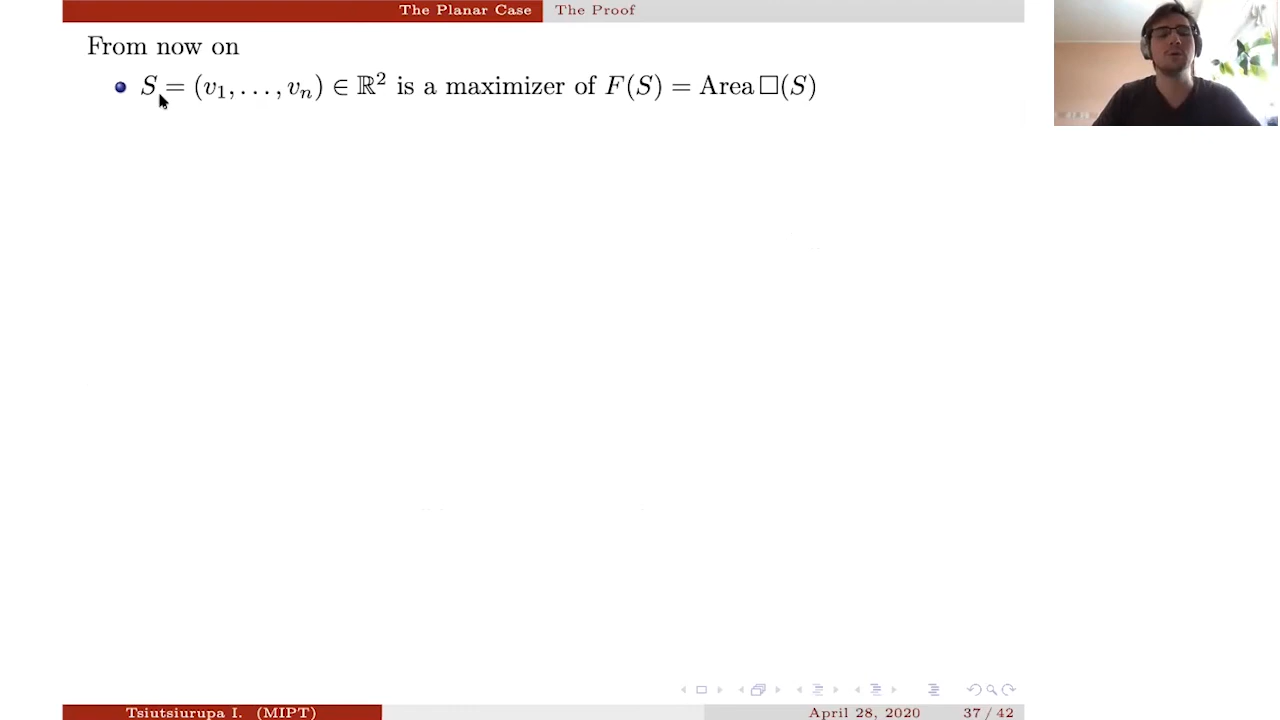 The Planar Case The Proof
From now on
S = (v₁, …, vₙ) ∈ ℝ² is a maximizer of F(S) = Area □(S)
Tsiutsiurupa I. (MIPT) April 28, 2020 37 / 42